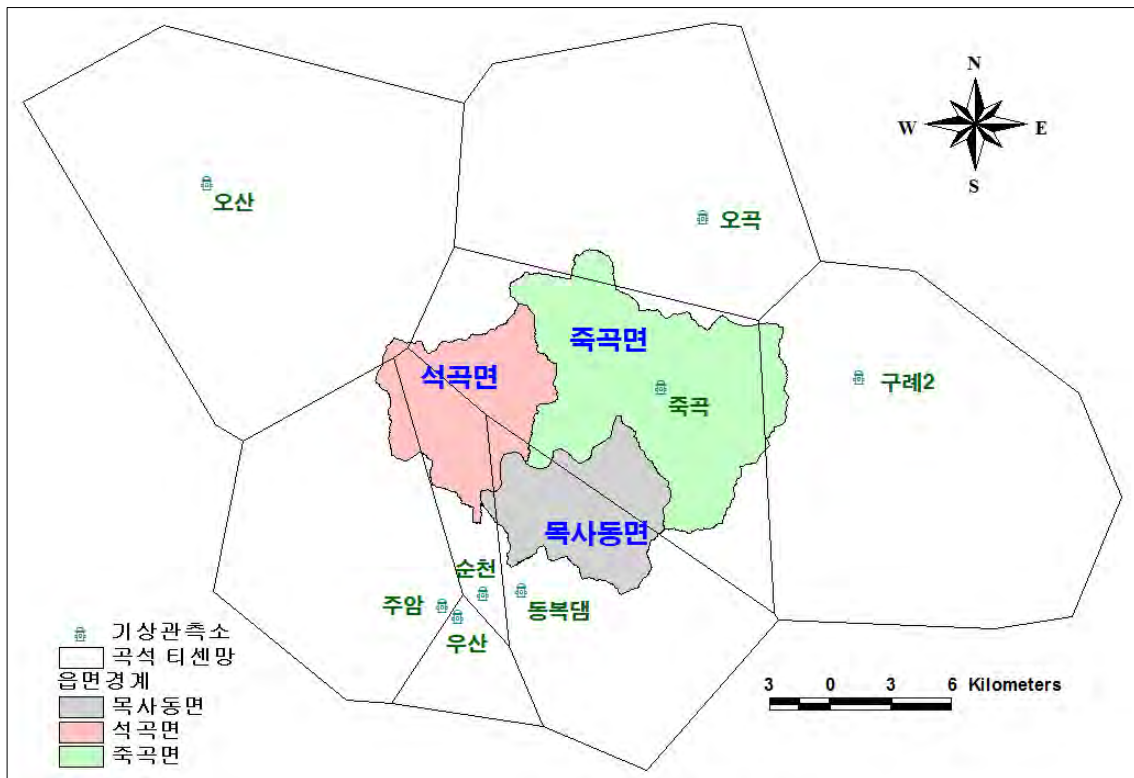 N
W E
S
오산
오곡
죽곡면
석곡면
구례2
죽곡
목사동면
순천
주암
동복댐
우산
기상관측소
곡석 티센망
읍면경계
목사동면
석곡면
죽곡면
3 0 3 6 Kilometers